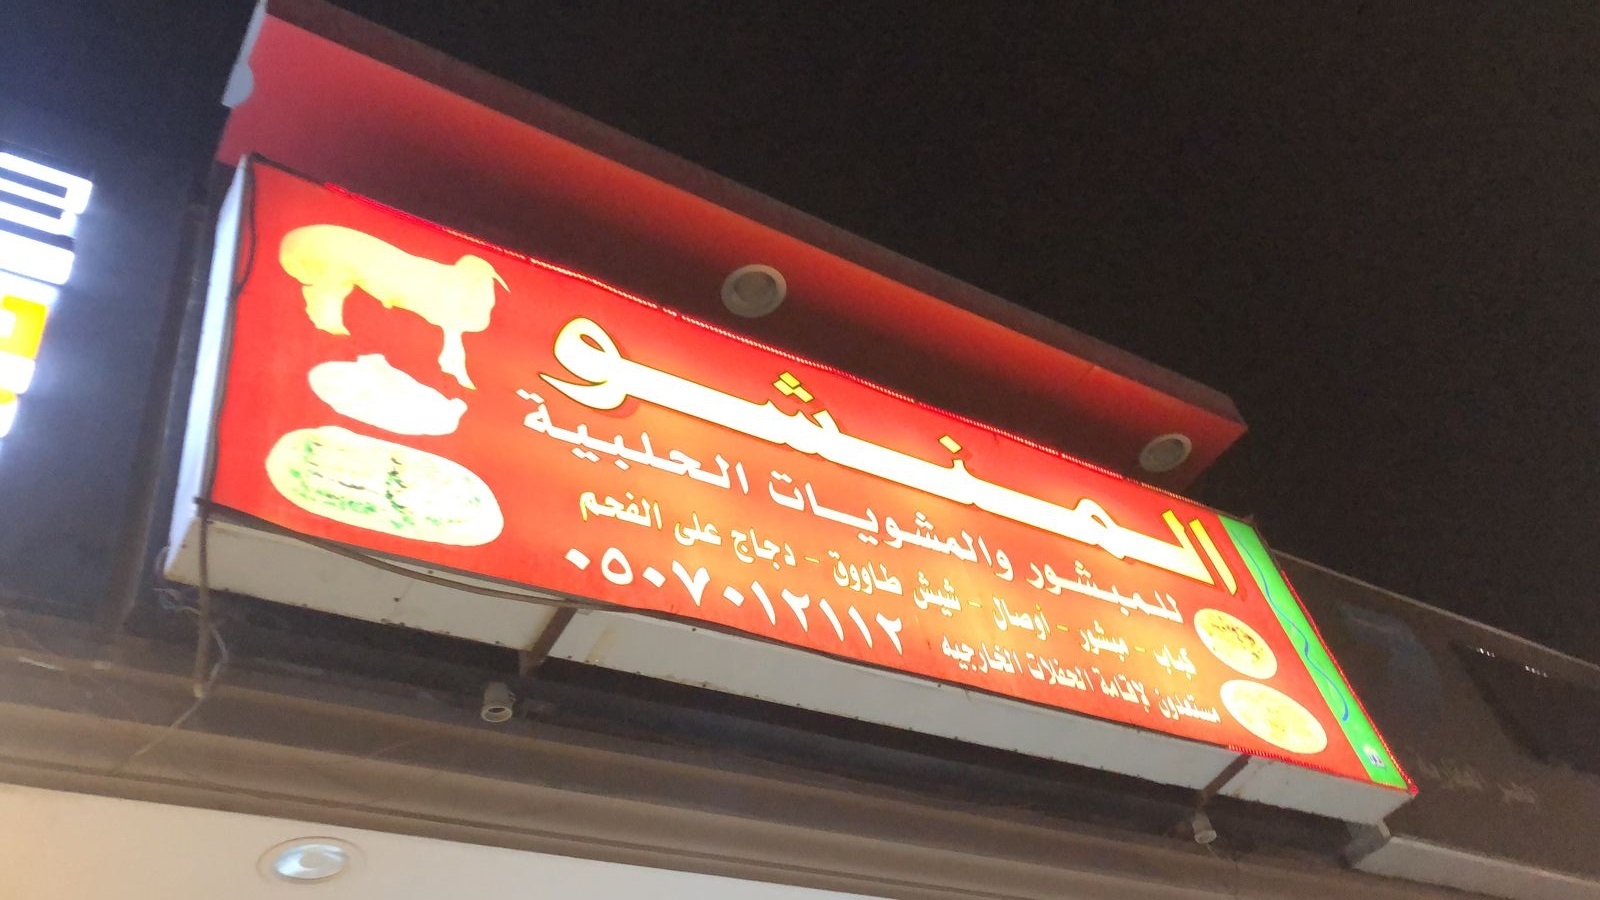 المنشو
للمبشور والمشويات الحلبية
كباب - مبشور - أوصال - شيش طاووق - دجاج على الفحم
مستعدون لإقامة الحفلات الخارجيه ٠٥٠٧٠١٢١١٢